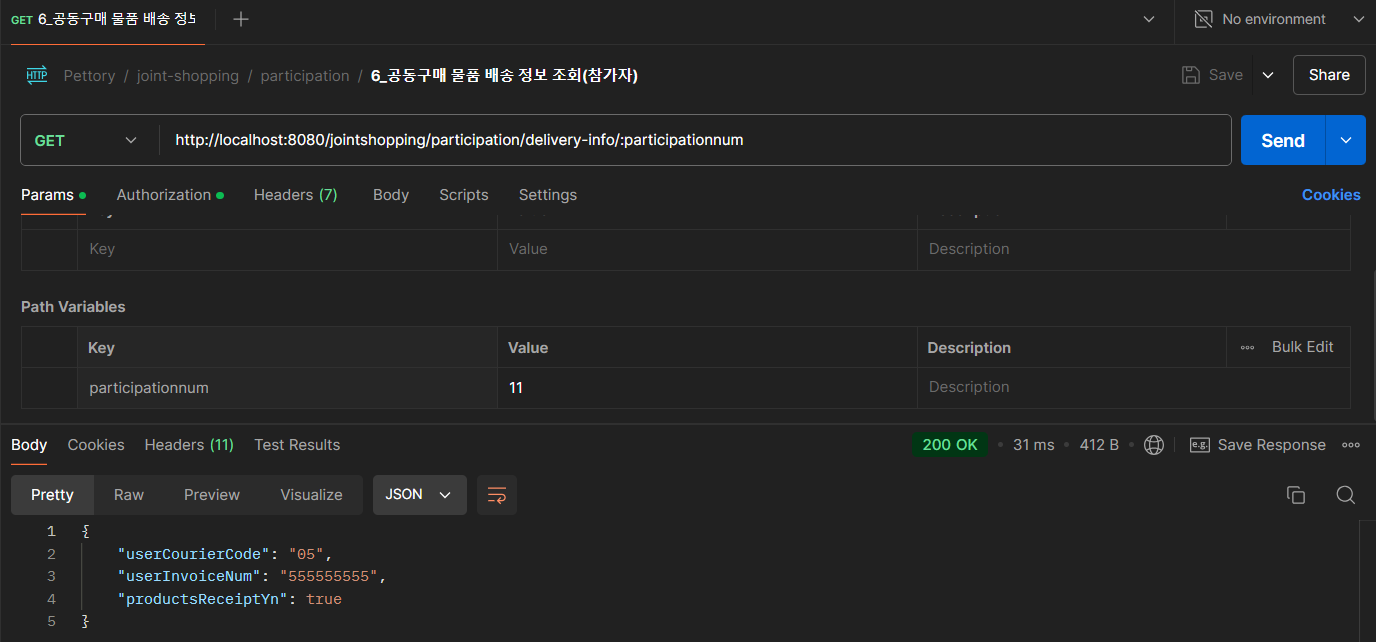 GET 6_공동구매 물품 배송 정보
No environment
HTTP Pettory / joint-shopping / participation / 6_공동구매 물품 배송 정보 조회(참가자)
Save
Share
GET http://localhost:8080/jointshopping/participation/delivery-info/:participationnum
Send
Params Authorization Headers (7) Body Scripts Settings Cookies
Key Value Description
Path Variables
Key Value Description Bulk Edit
participationnum 11 Description
Body Cookies Headers (11) Test Results 200 OK 31 ms 412 B e.g. Save Response
Pretty Raw Preview Visualize JSON
1 {
2 "userCourierCode": "05",
3 "userInvoiceNum": "555555555",
4 "productsReceiptYn": true
5 }